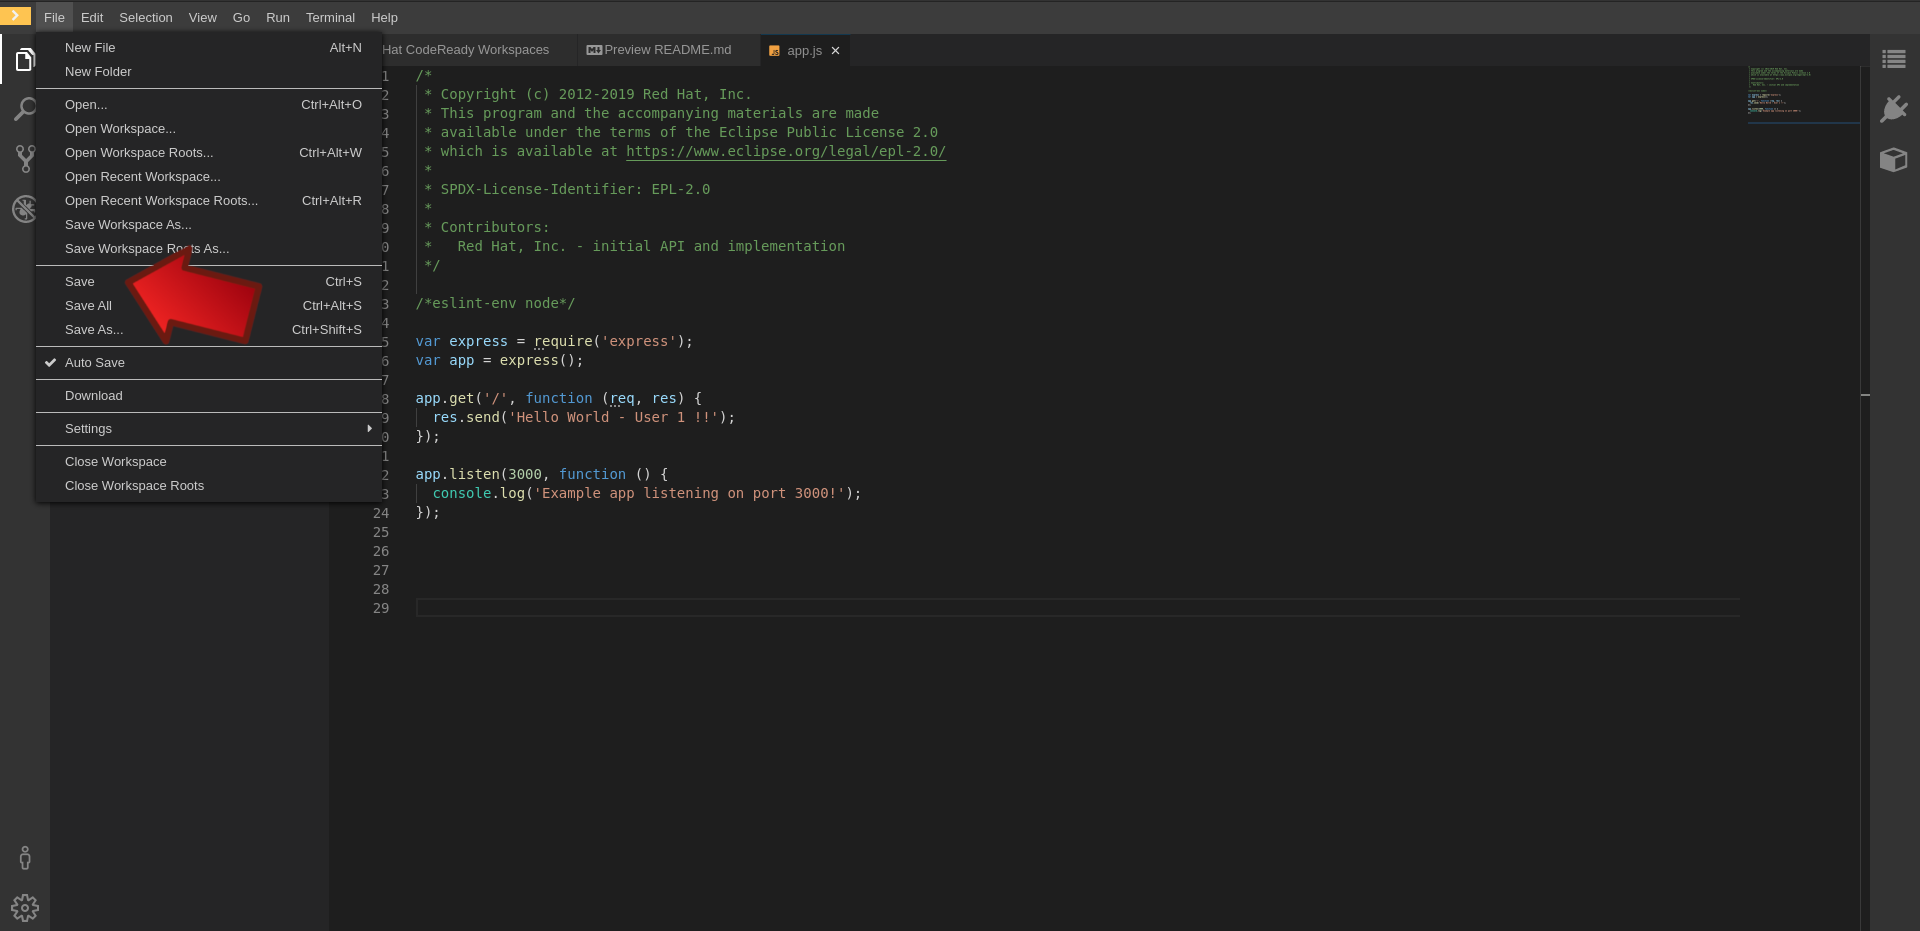 File Edit Selection View Go Run Terminal Help
New File Alt+N
New Folder
Open... Ctrl+Alt+O
Open Workspace...
Open Workspace Roots... Ctrl+Alt+W
Open Recent Workspace...
Open Recent Workspace Roots... Ctrl+Alt+R
Save Workspace As...
Save Workspace Roots As...
Save Ctrl+S
Save All Ctrl+Alt+S
Save As... Ctrl+Shift+S
Auto Save
Download
Settings
Close Workspace
Close Workspace Roots
Hat CodeReady Workspaces Preview README.md app.js
1 /*
2 * Copyright (c) 2012-2019 Red Hat, Inc.
3 * This program and the accompanying materials are made
4 * available under the terms of the Eclipse Public License 2.0
5 * which is available at https://www.eclipse.org/legal/epl-2.0/
6 *
7 * SPDX-License-Identifier: EPL-2.0
8 *
9 * Contributors:
0 *   Red Hat, Inc. - initial API and implementation
1 */
2
3 /*eslint-env node*/
4
5 var express = require('express');
6 var app = express();
7
8 app.get('/', function (req, res) {
9   res.send('Hello World - User 1 !!');
0 });
1
2 app.listen(3000, function () {
3   console.log('Example app listening on port 3000!');
24 });
25
26
27
28
29